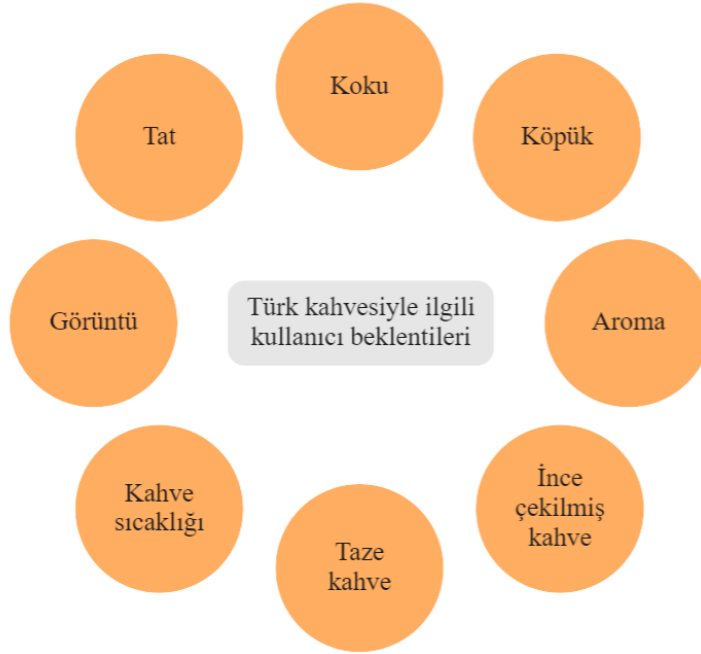 Koku
Köpük
Aroma
İnce
çekilmiş
kahve
Taze
kahve
Kahve
sıcaklığı
Görüntü
Tat
Türk kahvesiyle ilgili
kullanıcı beklentileri